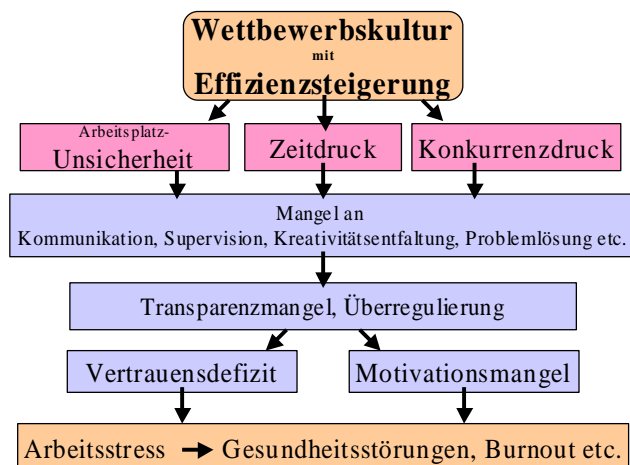 Wettbewerbskultur
mit
Effizienzsteigerung
Arbeitsplatz-
Unsicherheit
Zeitdruck
Konkurrenzdruck
Mangel an
Kommunikation, Supervision, Kreativitätsentfaltung, Problemlösung etc.
Transparenzmangel, Überregulierung
Vertrauensdefizit
Motivationsmangel
Arbeitsstress → Gesundheitsstörungen, Burnout etc.